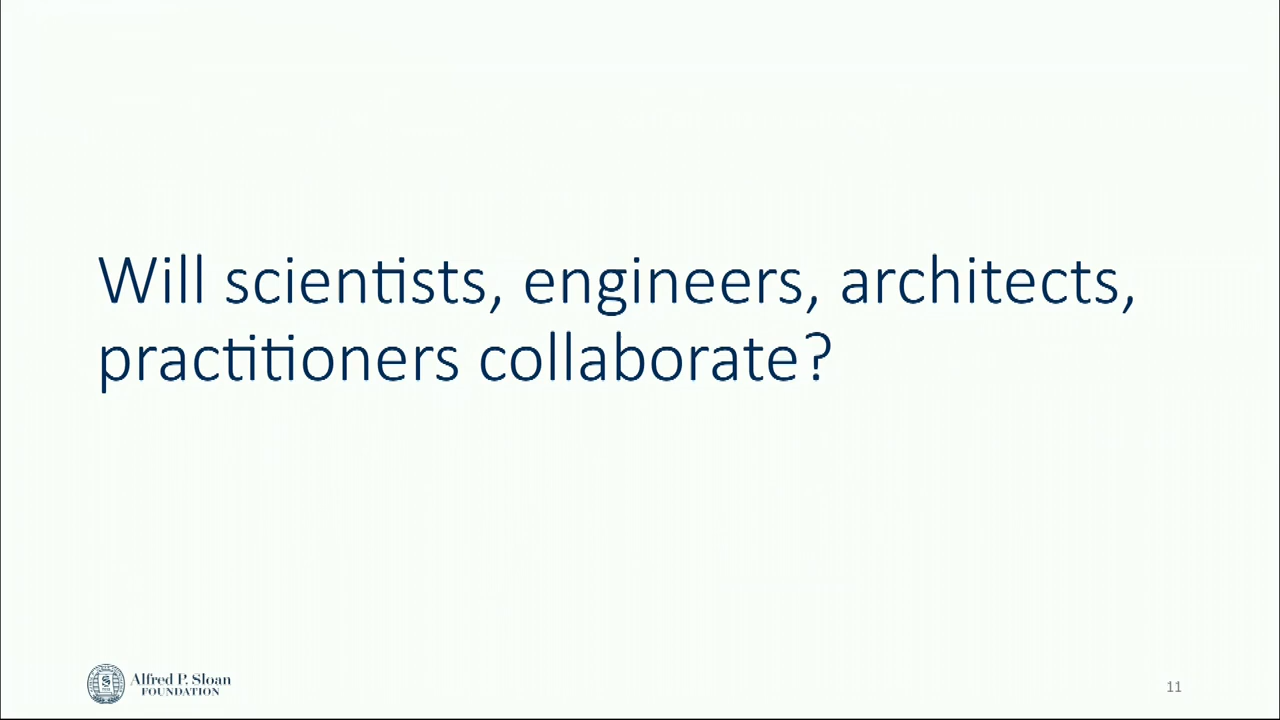 Will scientists, engineers, architects,
practitioners collaborate?
Alfred P. Sloan
FOUNDATION
11